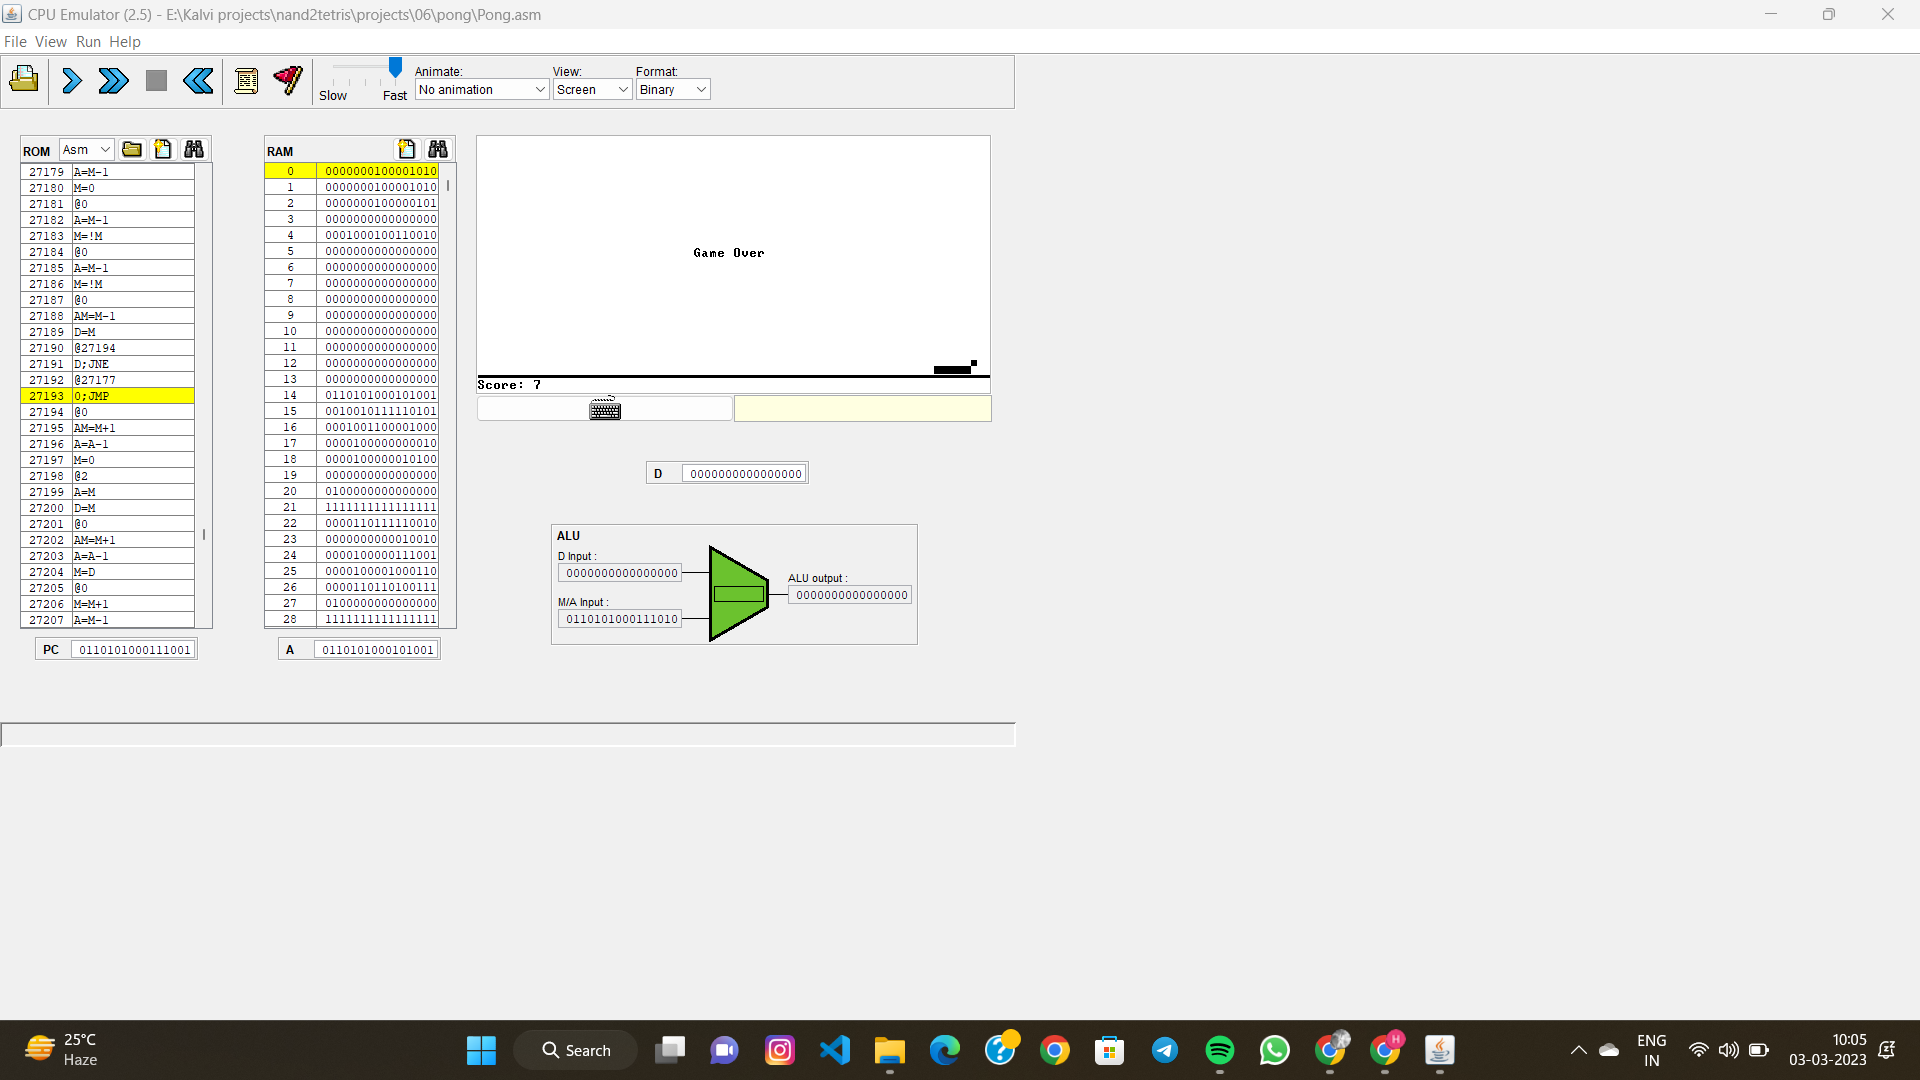 CPU Emulator (2.5) - E:\Kalvi projects\nand2tetris\projects\06\pong\Pong.asm
File View Run Help
Slow Fast
Animate: View: Format:
No animation Screen Binary
ROM Asm
27179 A=M-1
27180 M=0
27181 @0
27182 A=M-1
27183 M=!M
27184 @0
27185 A=M-1
27186 M=!M
27187 @0
27188 AM=M-1
27189 D=M
27190 @27194
27191 D;JNE
27192 @27177
27193 0;JMP
27194 @0
27195 AM=M+1
27196 A=A-1
27197 M=0
27198 @2
27199 A=M
27200 D=M
27201 @0
27202 AM=M+1
27203 A=A-1
27204 M=D
27205 @0
27206 M=M+1
27207 A=M-1
PC 0110101000111001
RAM
0 0000000100001010
1 0000000100001010
2 0000000100000101
3 0000000000000000
4 0001000100110010
5 0000000000000000
6 0000000000000000
7 0000000000000000
8 0000000000000000
9 0000000000000000
10 0000000000000000
11 0000000000000000
12 0000000000000000
13 0000000000000000
14 0110101000101001
15 0010010111110101
16 0001001100001000
17 0000100000000010
18 0000100000010100
19 0000000000000000
20 0100000000000000
21 1111111111111111
22 0000110111110010
23 0000000000010010
24 0000100000111001
25 0000100001000110
26 0000110110100111
27 0100000000000000
28 1111111111111111
A 0110101000101001
Game Over
Score: 7
D 0000000000000000
ALU
D Input :
0000000000000000
M/A Input :
0110101000111010
ALU output :
0000000000000000
25°C
Haze
Search
ENG
IN
10:05
03-03-2023